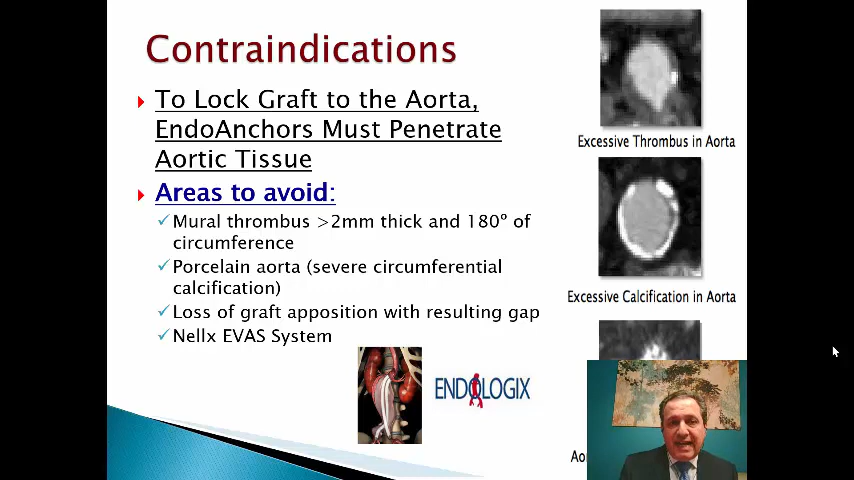 Contraindications
To Lock Graft to the Aorta,
EndoAnchors Must Penetrate
Aortic Tissue
Areas to avoid:
Mural thrombus >2mm thick and 180º of
circumference
Porcelain aorta (severe circumferential
calcification)
Loss of graft apposition with resulting gap
Nellx EVAS System
ENDOLOGIX
Excessive Thrombus in Aorta
Excessive Calcification in Aorta